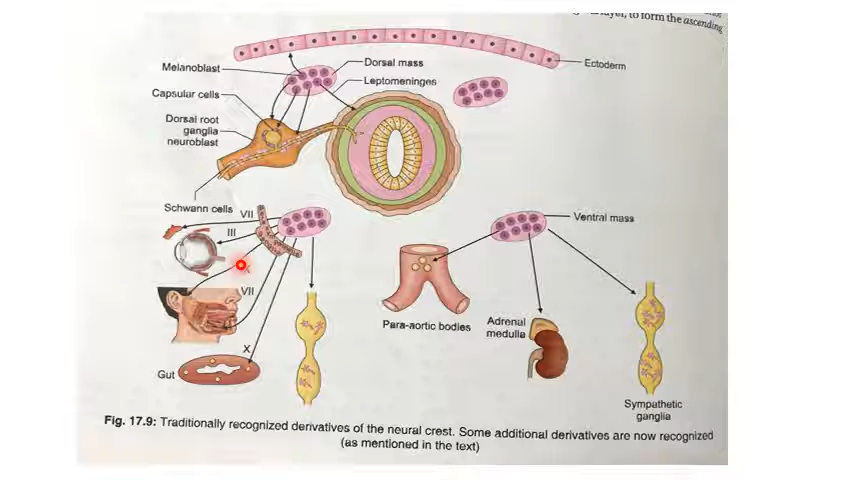 layer, to form the ascending
Melanoblast
Dorsal mass
Ectoderm
Leptomeninges
Capsular cells
Dorsal root
ganglia
neuroblast
Schwann cells
VII
III
VII
X
Gut
Ventral mass
Para-aortic bodies
Adrenal
medulla
Sympathetic
ganglia
Fig. 17.9: Traditionally recognized derivatives of the neural crest. Some additional derivatives are now recognized
(as mentioned in the text)